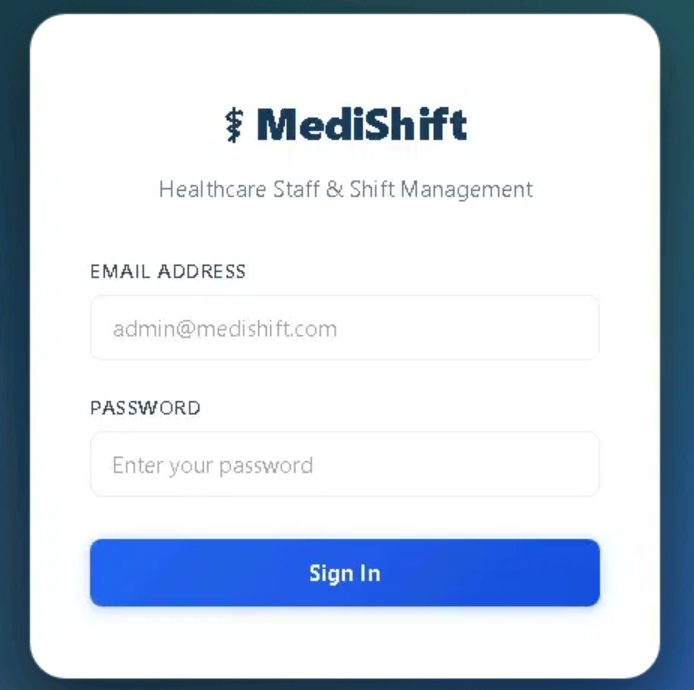 ⚕ MediShift
Healthcare Staff & Shift Management
EMAIL ADDRESS
admin@medishift.com
PASSWORD
Enter your password
Sign In